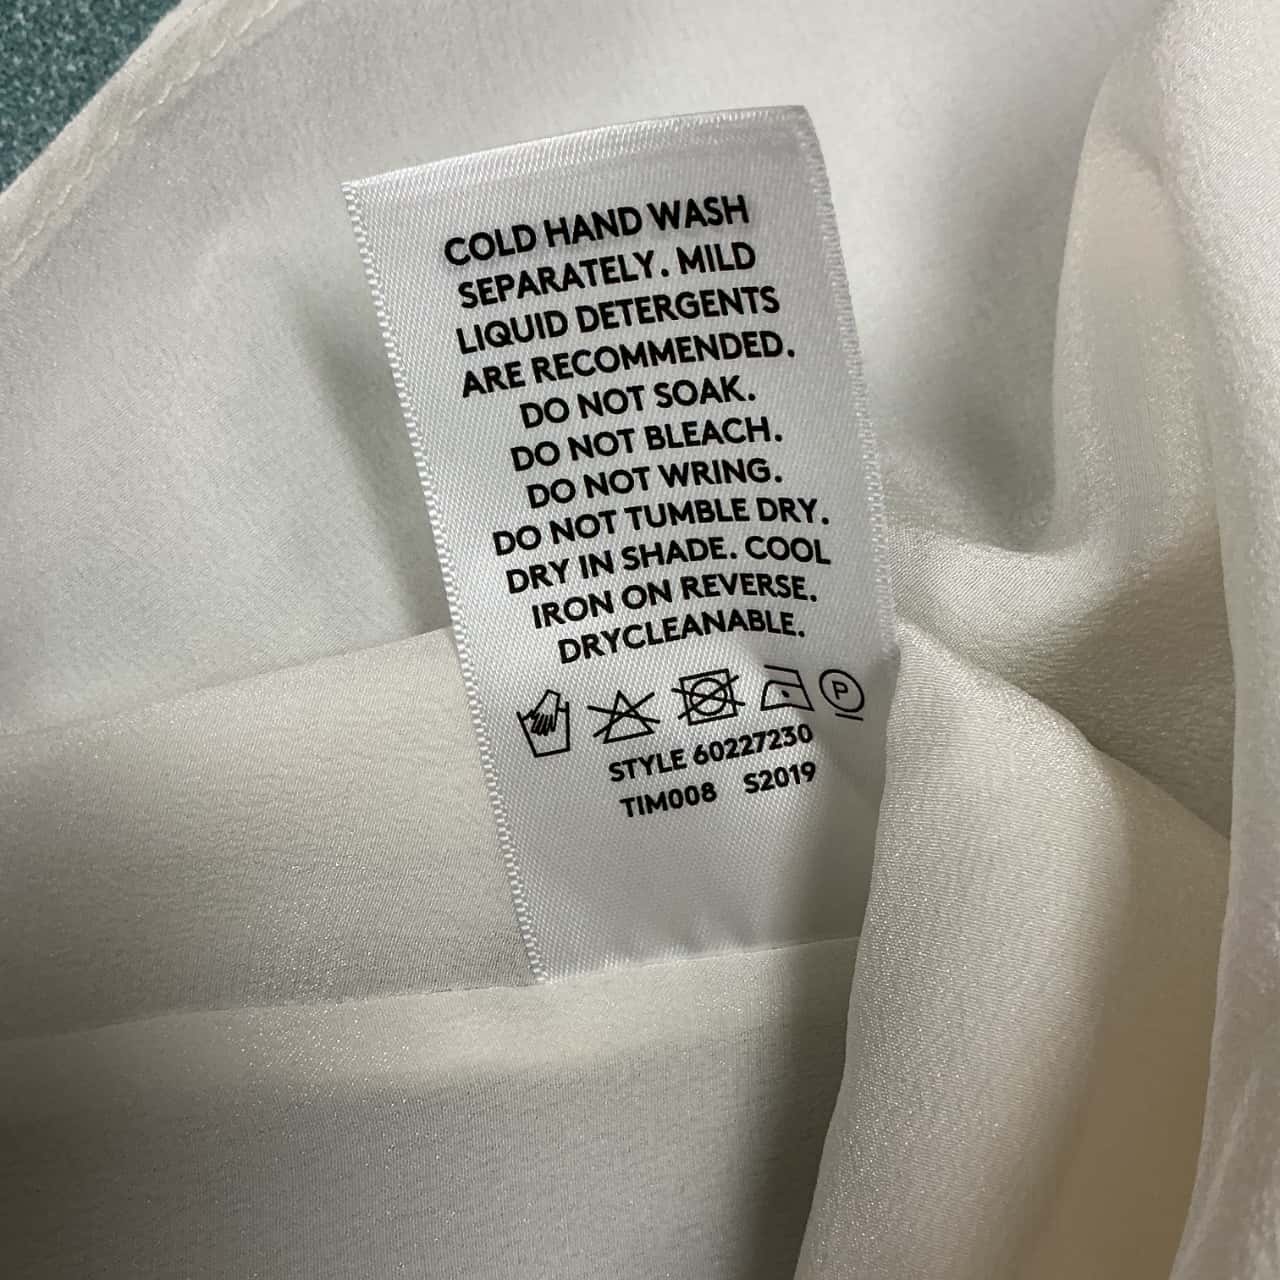 COLD HAND WASH
SEPARATELY. MILD
LIQUID DETERGENTS
ARE RECOMMENDED.
DO NOT SOAK.
DO NOT BLEACH.
DO NOT WRING.
DO NOT TUMBLE DRY.
DRY IN SHADE. COOL
IRON ON REVERSE.
DRYCLEANABLE.
P
STYLE 60227230
TIM008 S2019